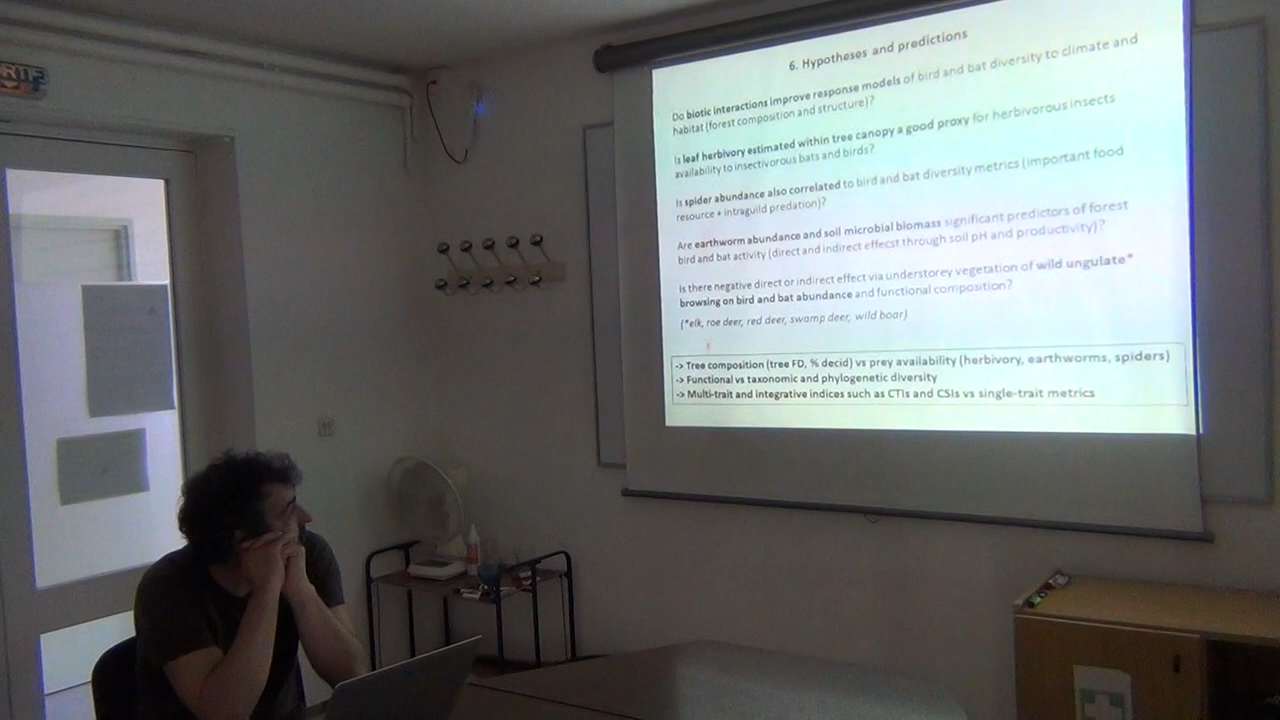 6. Hypotheses and predictions
Do biotic interactions improve response models of bird and bat diversity to climate and
habitat (forest composition and structure)?
Is leaf herbivory estimated within tree canopy a good proxy for herbivorous insects
availability to insectivorous bats and birds?
Is spider abundance also correlated to bird and bat diversity metrics (important food
resource + intraguild predation)?
Are earthworm abundance and soil microbial biomass significant predictors of forest
bird and bat activity (direct and indirect effecst through soil pH and productivity)?
Is there negative direct or indirect effect via understorey vegetation of wild ungulate*
browsing on bird and bat abundance and functional composition?
(*elk, roe deer, red deer, swamp deer, wild boar)
-> Tree composition (tree FD, % decid) vs prey availability (herbivory, earthworms, spiders)
-> Functional vs taxonomic and phylogenetic diversity
-> Multi-trait and integrative indices such as CTIs and CSIs vs single-trait metrics